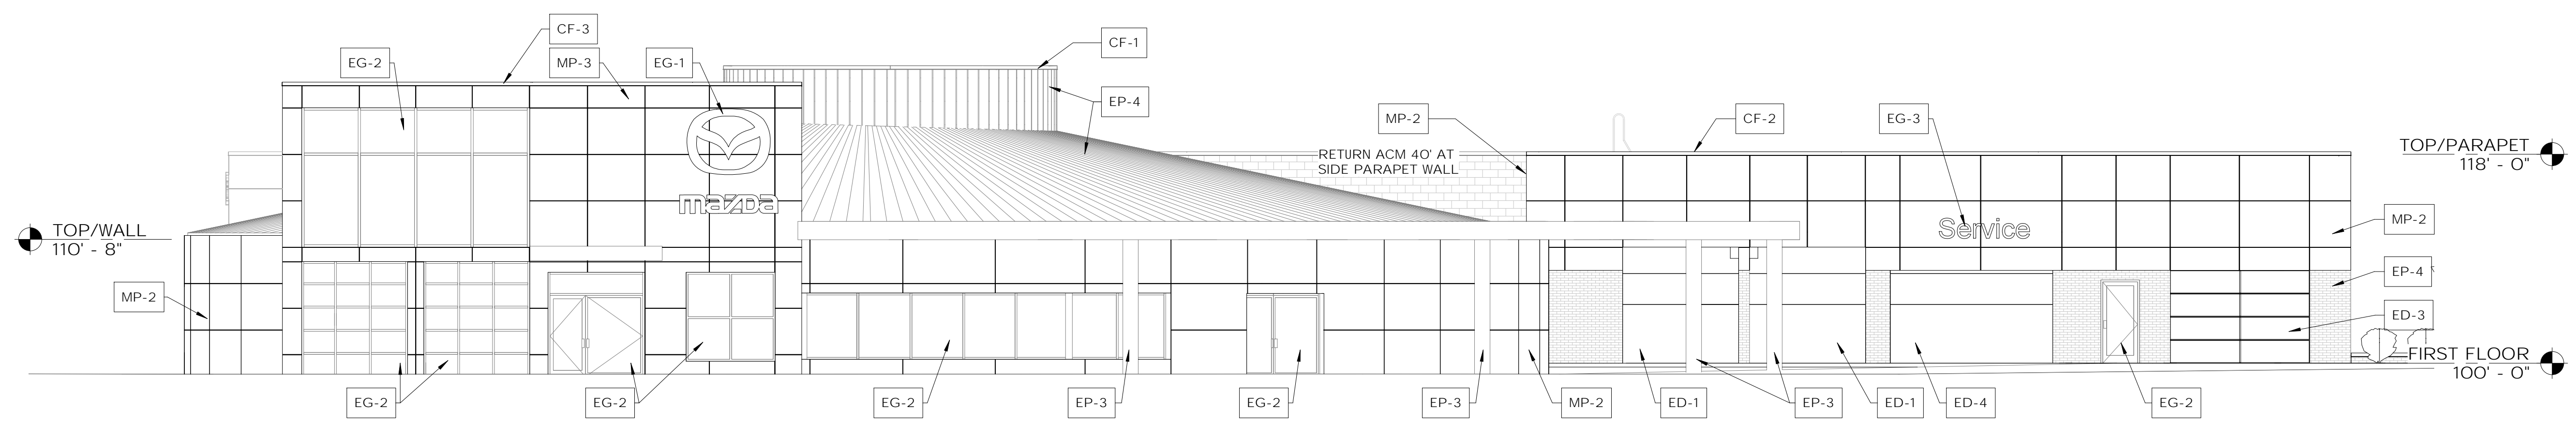 CF-3
CF-1
EG-2
MP-3
EG-1
EP-4
MP-2
CF-2
EG-3
RETURN ACM 40' AT
SIDE PARAPET WALL
TOP/PARAPET
118' - 0"
mazda
Service
MP-2
TOP/WALL
110' - 8"
EP-4
MP-2
ED-3
FIRST FLOOR
100' - 0"
EG-2
EG-2
EG-2
EP-3
EG-2
EP-3
MP-2
ED-1
EP-3
ED-1
ED-4
EG-2